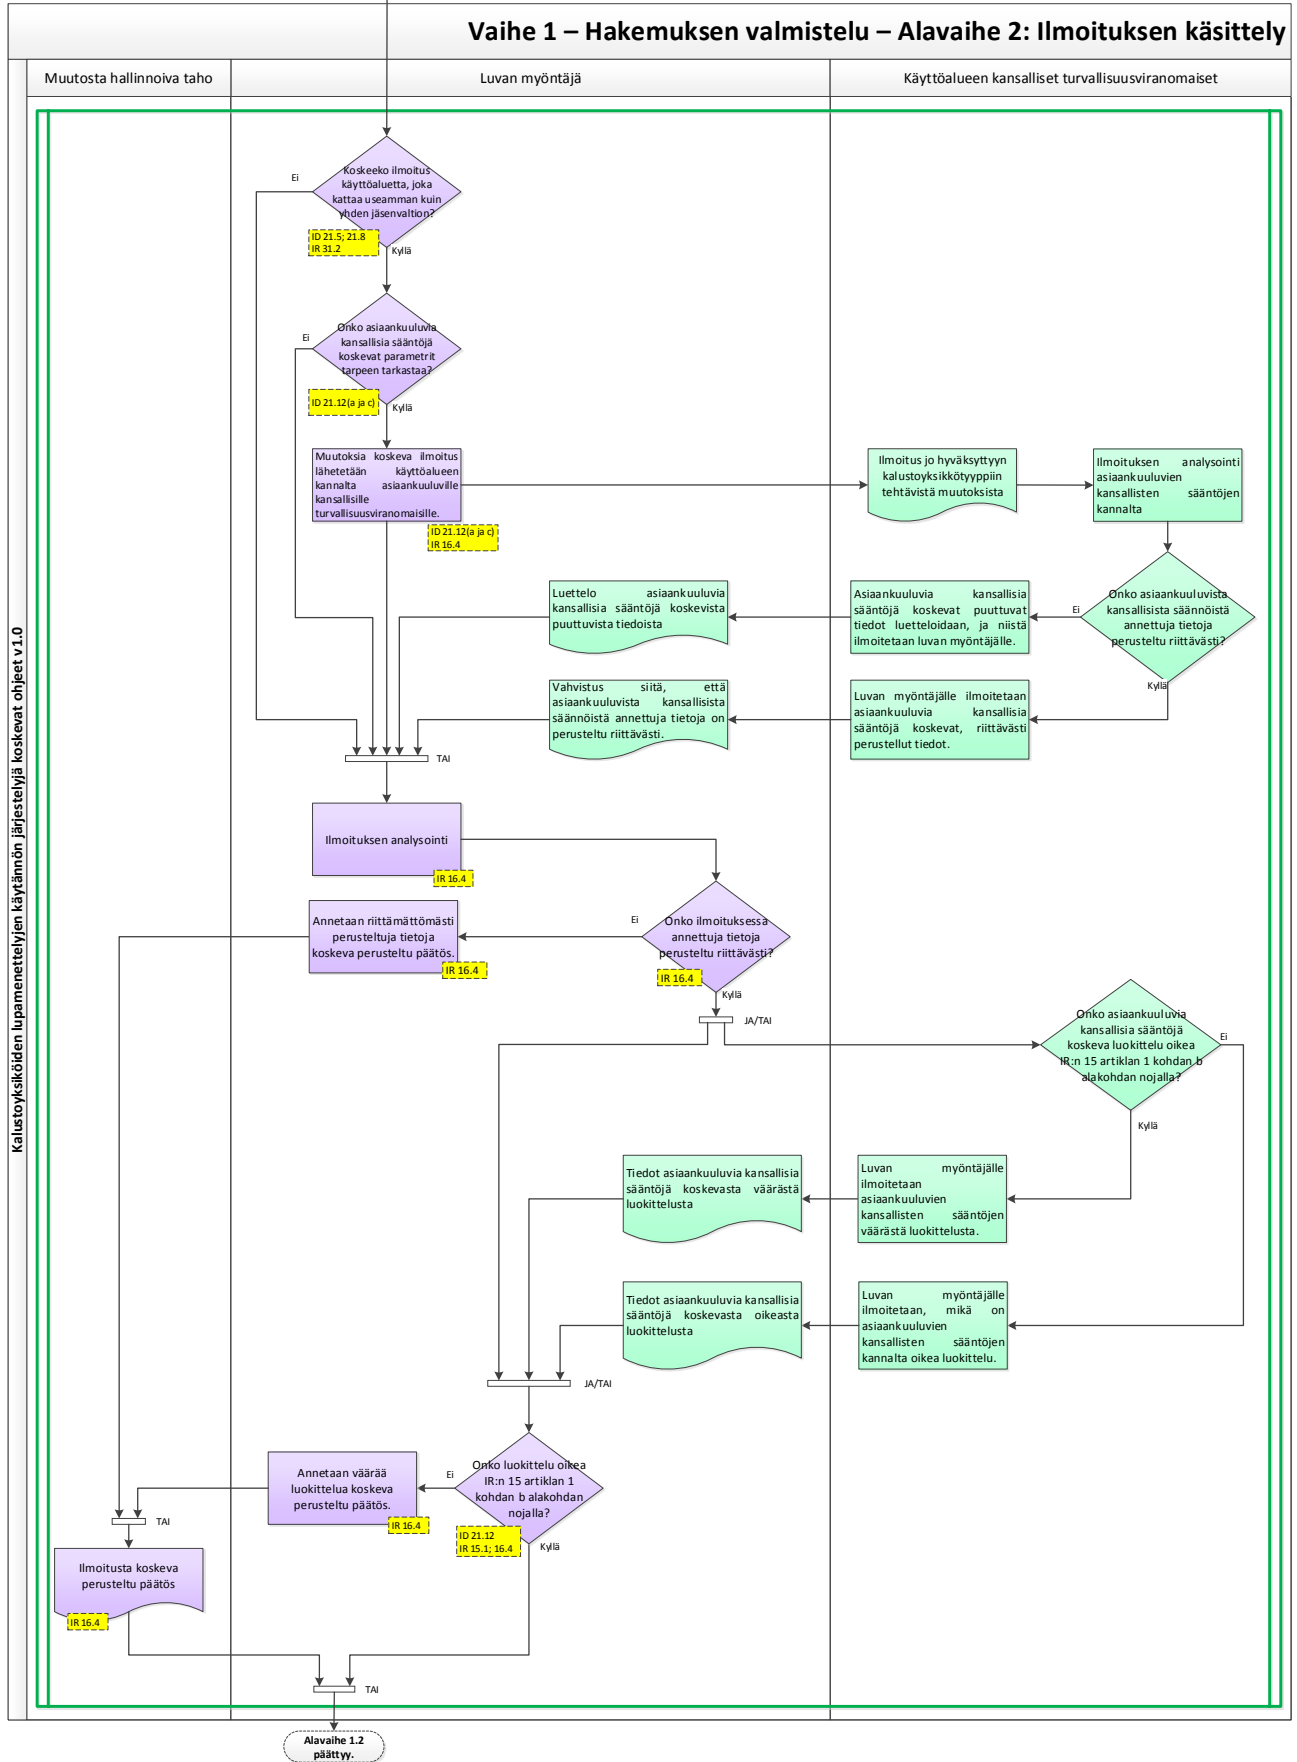 Vaihe 1 – Hakemuksen valmistelu – Alavaihe 2: Ilmoituksen käsittely
Muutosta hallinnoiva taho
Luvan myöntäjä
Käyttöalueen kansalliset turvallisuusviranomaiset
Kalustoyksiköiden lupamenettelyjen käytännön järjestelyjä koskevat ohjeet v1.0
Koskeeko ilmoitus
käyttöaluetta, joka
kattaa useamman kuin
yhden jäsenvaltion?
Ei
ID 21.5; 21.8
IR 31.2
Kyllä
Onko asiaankuuluvia
kansallisia sääntöjä
koskevat parametrit
tarpeen tarkastaa?
Ei
ID 21.12(a ja c)
Kyllä
Muutoksia koskeva ilmoitus
lähetetään käyttöalueen
kannalta asiaankuuluville
kansallisille
turvallisuusviranomaisille.
ID 21.12(a ja c)
IR 16.4
Ilmoitus jo hyväksyttyyn
kalustoyksikkötyyppiin
tehtävistä muutoksista
Ilmoituksen analysointi
asiaankuuluvien
kansallisten sääntöjen
kannalta
Onko asiaankuuluvista
kansallisista säännöistä
annettuja tietoja
perusteltu riittävästi?
Ei
Kyllä
Asiaankuuluvia kansallisia
sääntöjä koskevat puuttuvat
tiedot luetteloidaan, ja niistä
ilmoitetaan luvan myöntäjälle.
Luettelo asiaankuuluvia
kansallisia sääntöjä koskevista
puuttuvista tiedoista
Luvan myöntäjälle ilmoitetaan
asiaankuuluvia kansallisia
sääntöjä koskevat, riittävästi
perustellut tiedot.
Vahvistus siitä, että
asiaankuuluvista kansallisista
säännöistä annettuja tietoja on
perusteltu riittävästi.
TAI
Ilmoituksen analysointi
IR 16.4
Onko ilmoituksessa
annettuja tietoja
perusteltu riittävästi?
Ei
IR 16.4
Kyllä
Annetaan riittämättömästi
perusteltuja tietoja
koskeva perusteltu päätös.
IR 16.4
JA/TAI
Onko asiaankuuluvia
kansallisia sääntöjä
koskeva luokittelu oikea
IR:n 15 artiklan 1 kohdan b
alakohdan nojalla?
Ei
Kyllä
Luvan myöntäjälle
ilmoitetaan
asiaankuuluvien
kansallisten sääntöjen
väärästä luokittelusta.
Tiedot asiaankuuluvia kansallisia
sääntöjä koskevasta väärästä
luokittelusta
Luvan myöntäjälle
ilmoitetaan, mikä on
asiaankuuluvien
kansallisten sääntöjen
kannalta oikea luokittelu.
Tiedot asiaankuuluvia kansallisia
sääntöjä koskevasta oikeasta
luokittelusta
JA/TAI
Onko luokittelu oikea
IR:n 15 artiklan 1
kohdan b alakohdan
nojalla?
Ei
ID 21.12
IR 15.1; 16.4
Kyllä
Annetaan väärää
luokittelua koskeva
perusteltu päätös.
IR 16.4
TAI
Ilmoitusta koskeva
perusteltu päätös
IR 16.4
TAI
Alavaihe 1.2
päättyy.